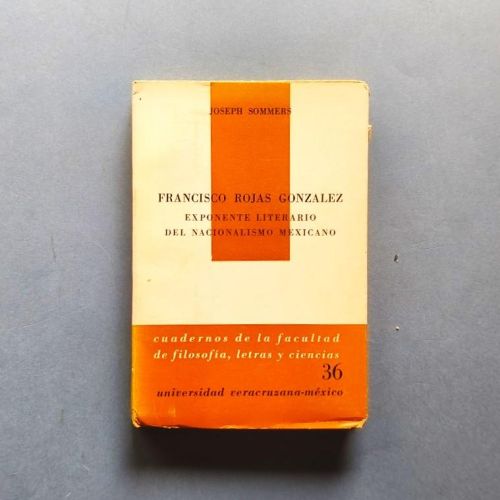 JOSEPH SOMMERS
FRANCISCO ROJAS GONZALEZ
EXPONENTE LITERARIO
DEL NACIONALISMO MEXICANO
cuadernos de la facultad
de filosofía, letras y ciencias
36
universidad veracruzana-méxico